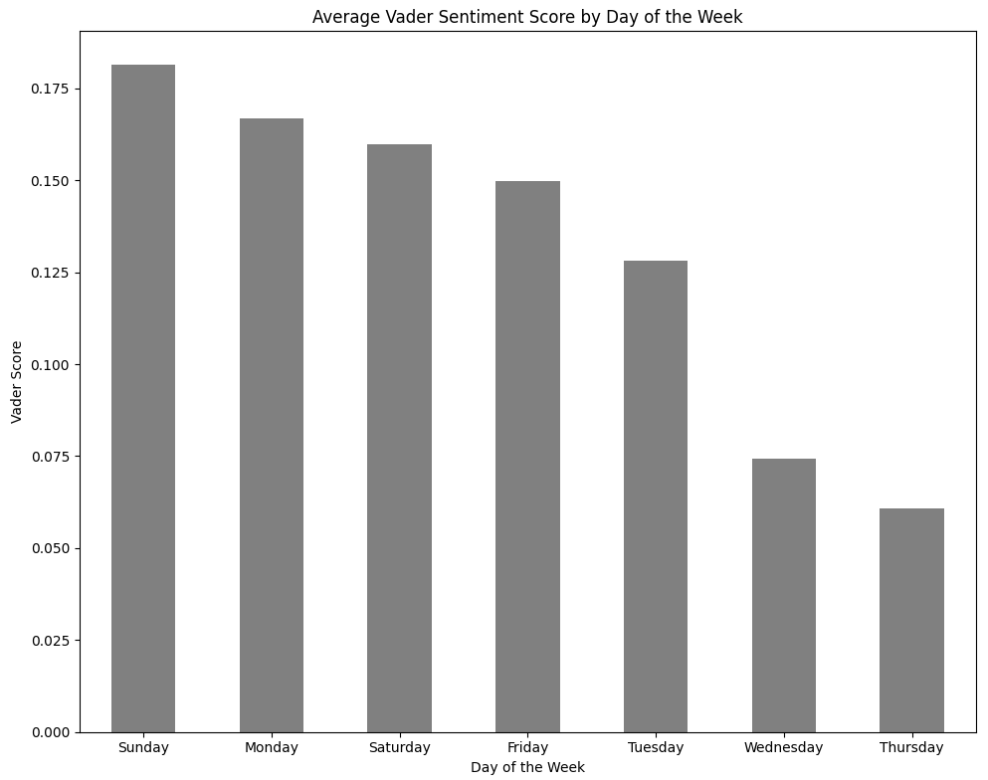 Average Vader Sentiment Score by Day of the Week
Vader Score
0.175
0.150
0.125
0.100
0.075
0.050
0.025
0.000
Sunday Monday Saturday Friday Tuesday Wednesday Thursday
Day of the Week